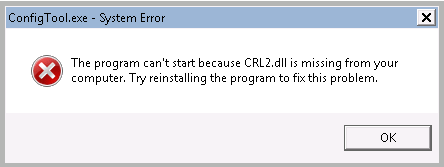 ConfigTool.exe - System Error
The program can't start because CRL2.dll is missing from your
computer. Try reinstalling the program to fix this problem.
OK